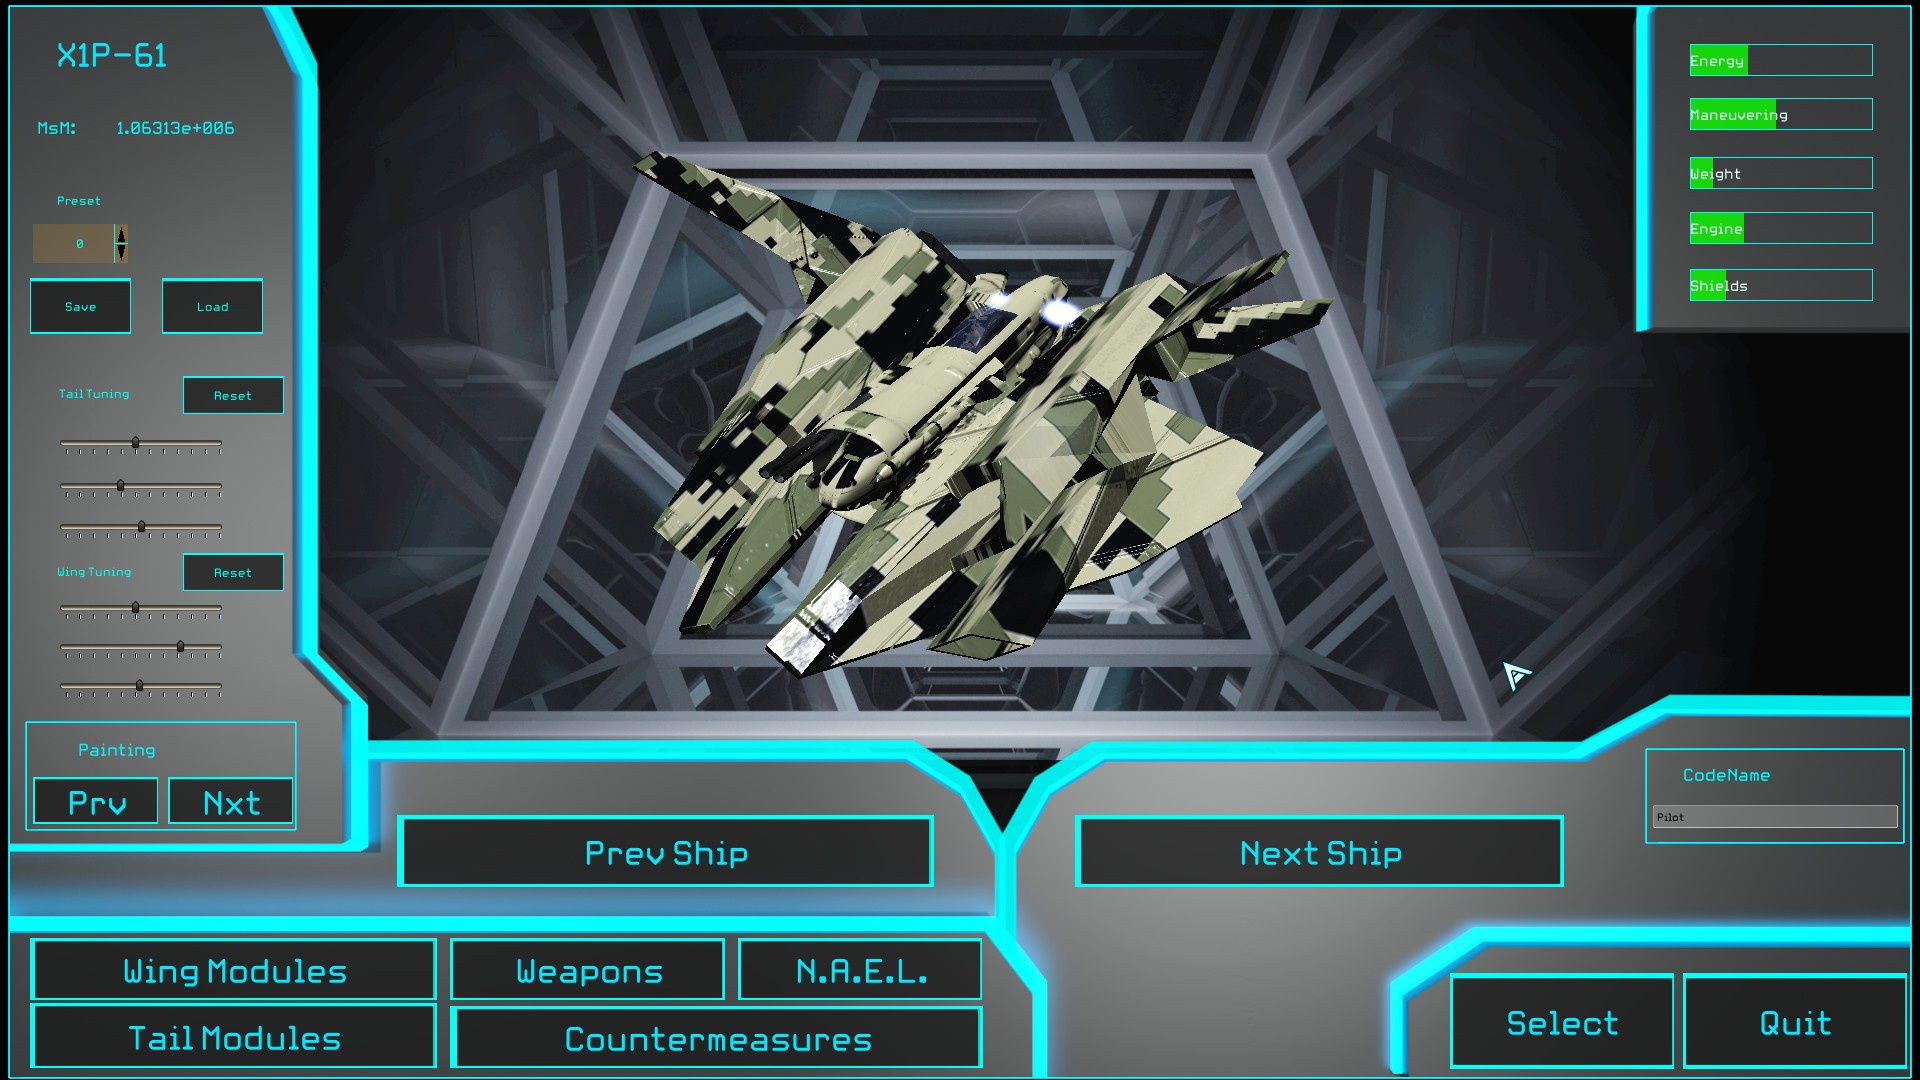 X1P-61
MsM: 1.06313e+006
Preset
0
Save Load
Tail Tuning Reset
Wing Tuning Reset
Painting
Prv Nxt
Energy
Maneuvering
Weight
Engine
Shields
CodeName
Pilot
Prev Ship Next Ship
Wing Modules Weapons N.A.E.L.
Tail Modules Countermeasures
Select Quit